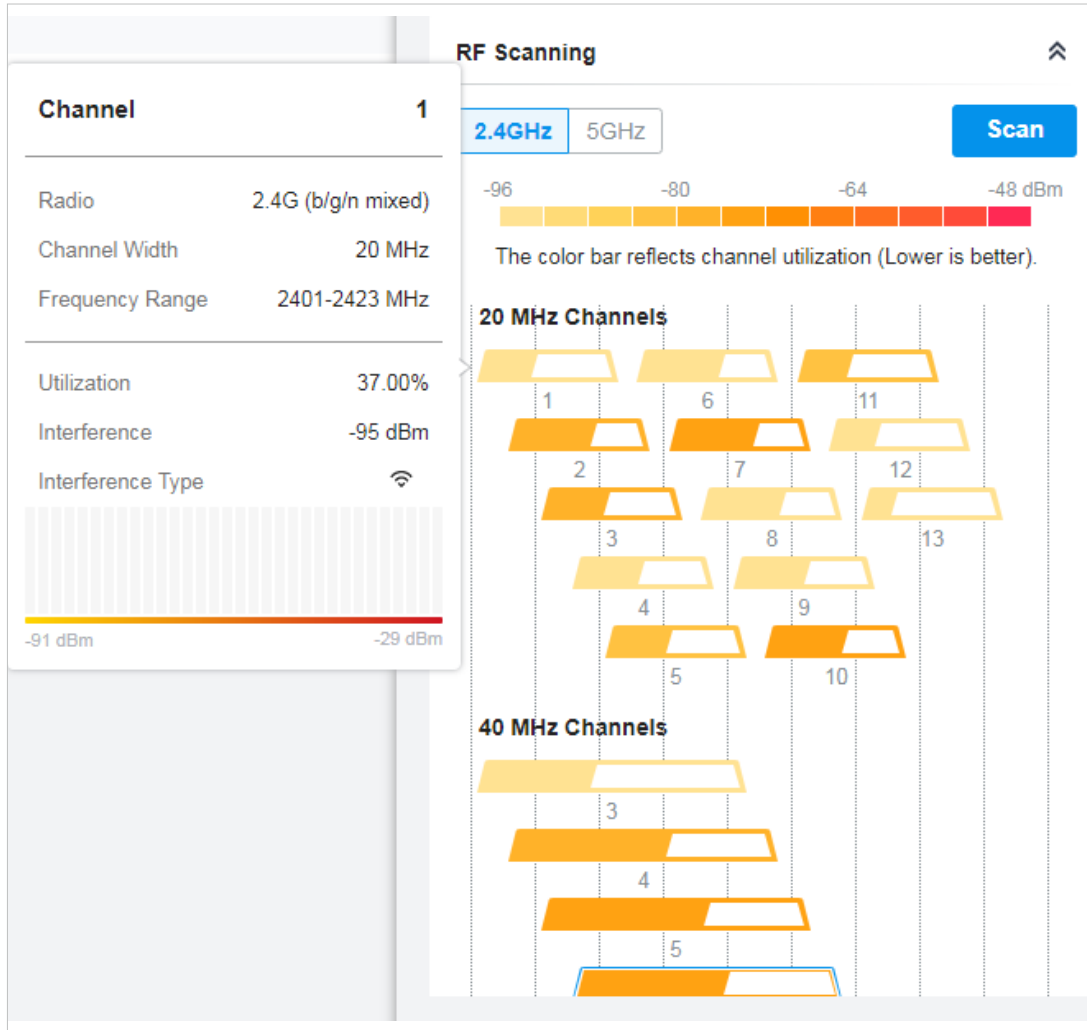 RF Scanning
Channel 1
Radio 2.4G (b/g/n mixed)
Channel Width 20 MHz
Frequency Range 2401-2423 MHz
Utilization 37.00%
Interference -95 dBm
Interference Type
-91 dBm -29 dBm
2.4GHz 5GHz Scan
-96 -80 -64 -48 dBm
The color bar reflects channel utilization (Lower is better).
20 MHz Channels
1 6 11
2 7 12
3 8 13
4 9
5 10
40 MHz Channels
3
4
5